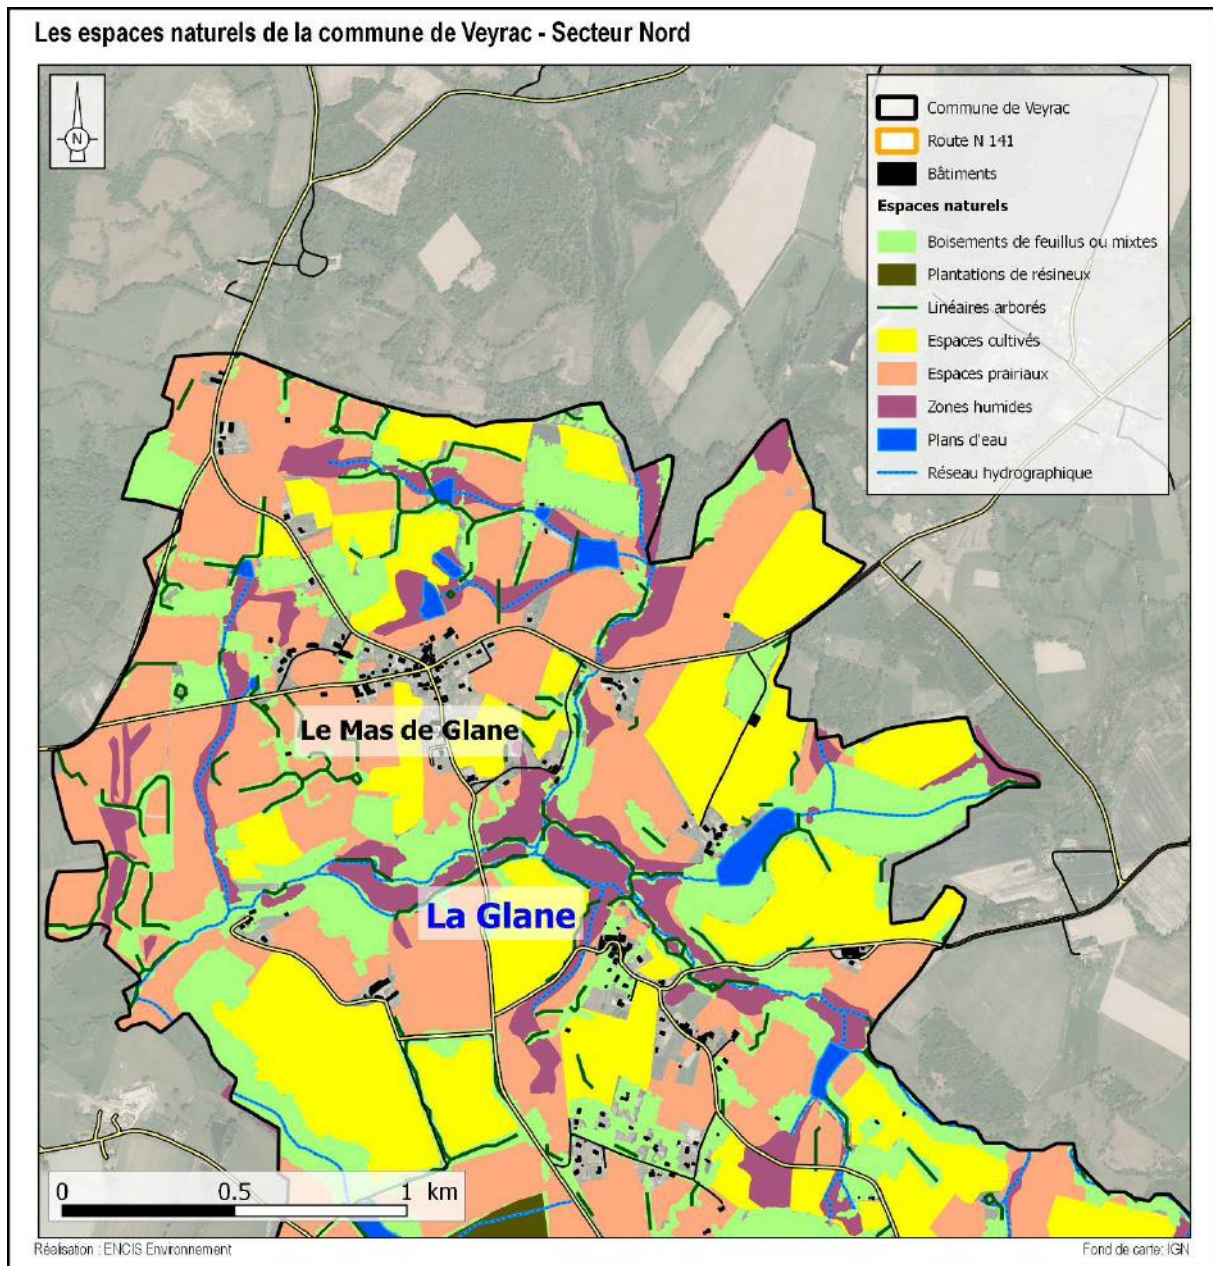 Les espaces naturels de la commune de Veyrac - Secteur Nord
N
Commune de Veyrac
Route N 141
Bâtiments
Espaces naturels
Boisements de feuillus ou mixtes
Plantations de résineux
Linéaires arborés
Espaces cultivés
Espaces prairiaux
Zones humides
Plans d'eau
Réseau hydrographique
Le Mas de Glane
La Glane
0 0.5 1 km
Réalisation : ENCIS Environnement
Fond de carte: IGN